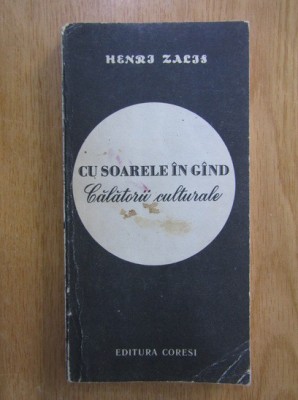 HENRI ZALIS
CU SOARELE ÎN GÎND
Călătorii culturale
EDITURA CORESI